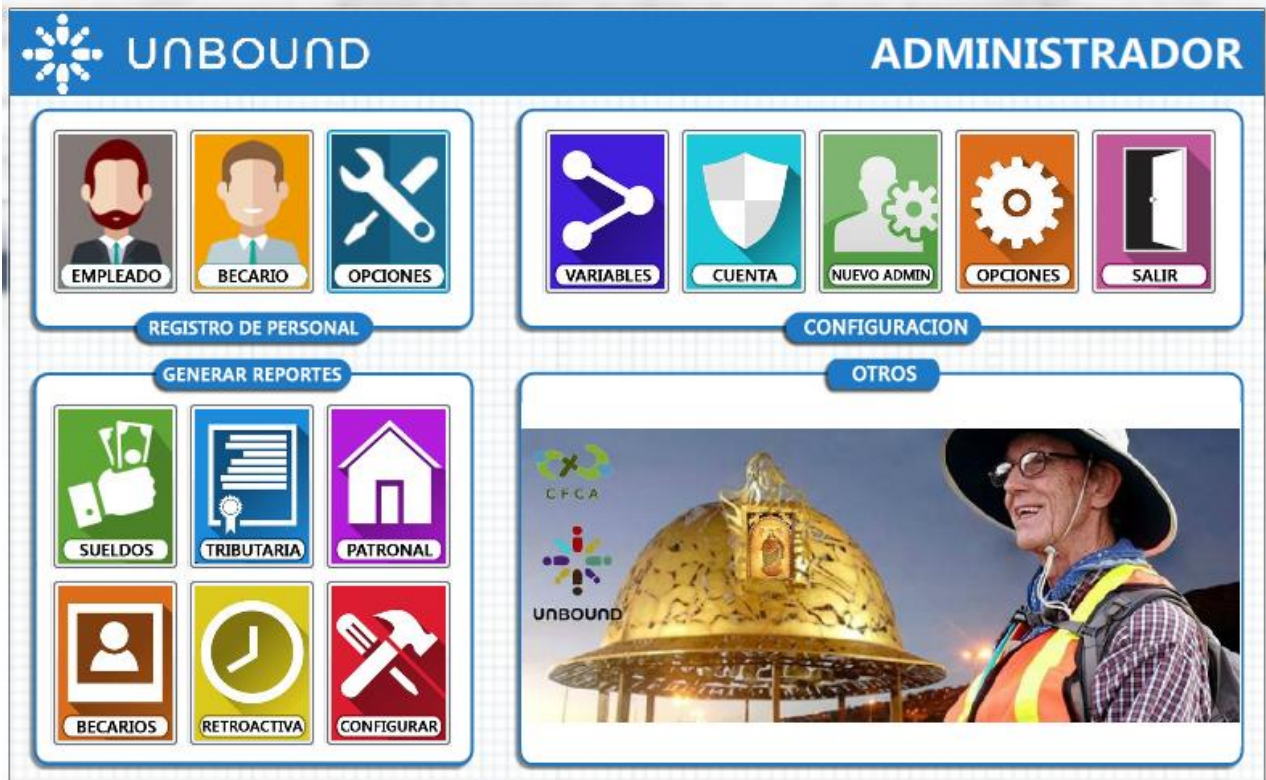 UNBOUND
ADMINISTRADOR
EMPLEADO
BECARIO
OPCIONES
REGISTRO DE PERSONAL
VARIABLES
CUENTA
NUEVO ADMIN
OPCIONES
SALIR
CONFIGURACION
GENERAR REPORTES
SUELDOS
TRIBUTARIA
PATRONAL
BECARIOS
RETROACTIVA
CONFIGURAR
OTROS
CFCA
UNBOUND